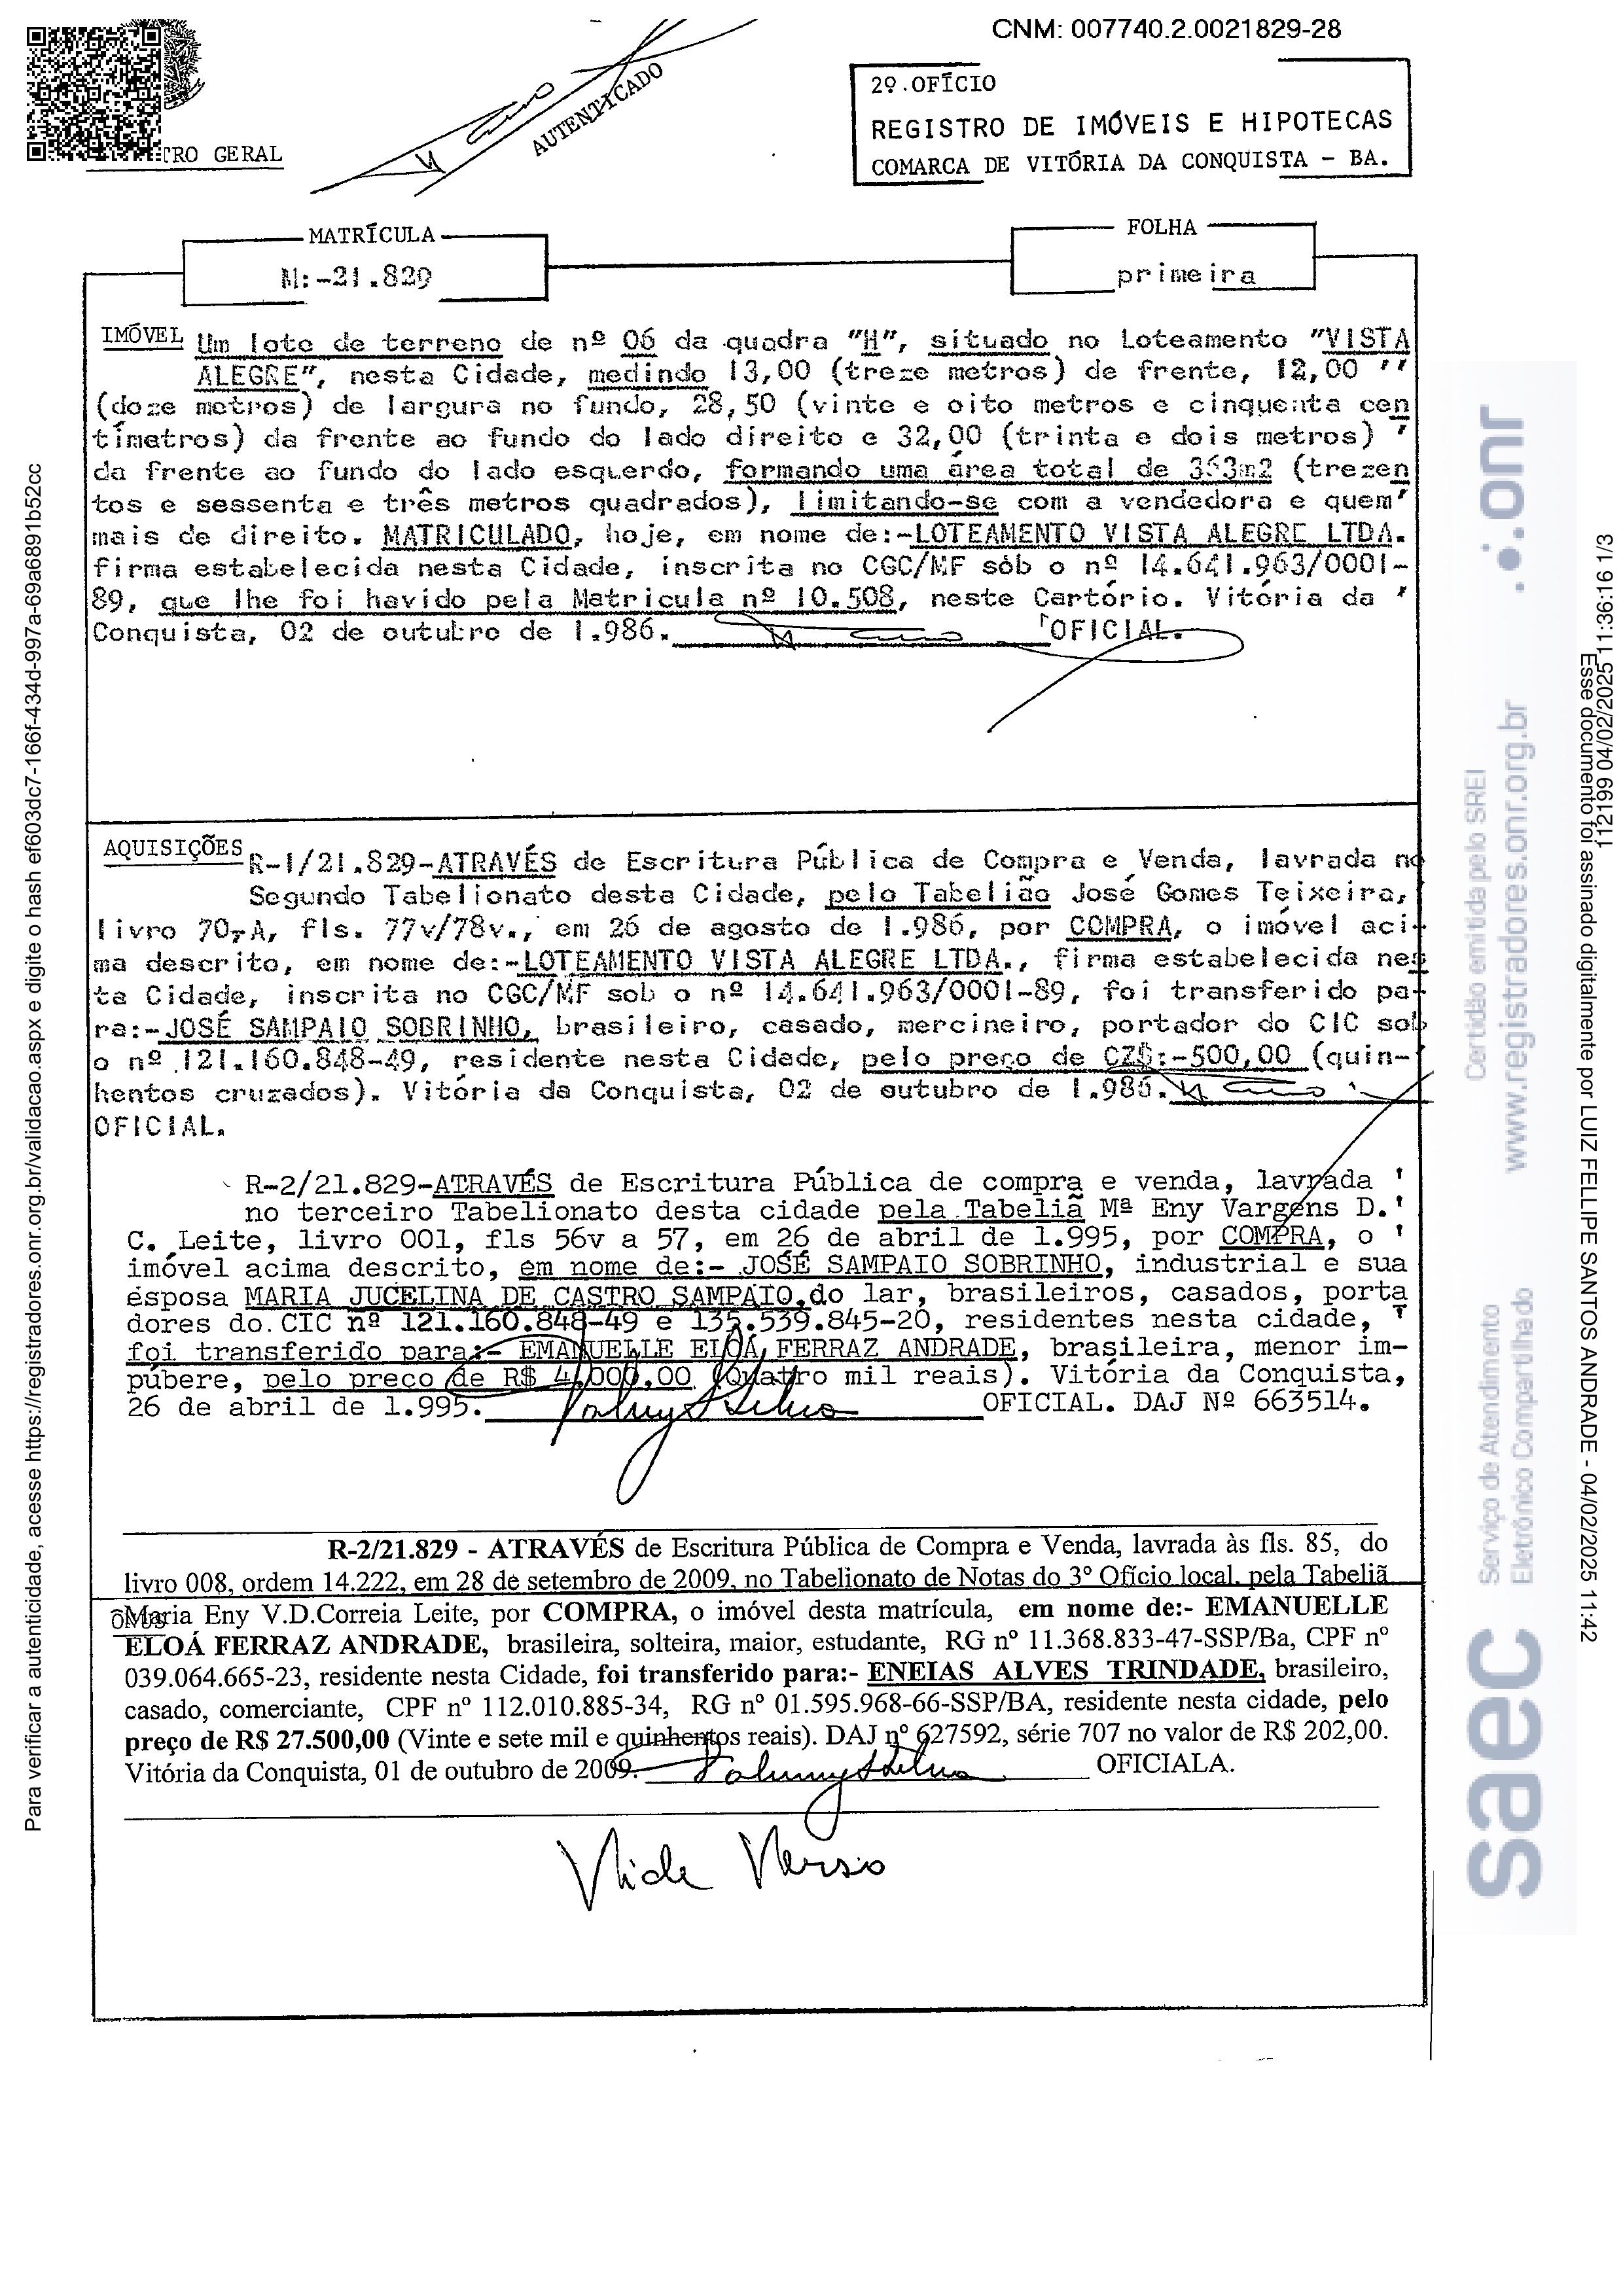 CNM: 007740.2.0021829-28
TRO GERAL
AUTENTICADO
2º.OFÍCIO
REGISTRO DE IMÓVEIS E HIPOTECAS
COMARCA DE VITÓRIA DA CONQUISTA - BA.
MATRÍCULA
M:-21.829
FOLHA
primeira
IMÓVEL Um lote de terreno de nº 06 da quadra "H", situado no Loteamento "VISTA
ALEGRE", nesta Cidade, medindo 13,00 (treze metros) de frente, 12,00 ''
(doze metros) de largura no fundo, 28,50 (vinte e oito metros e cinquenta cen
tímetros) da frente ao fundo do lado direito e 32,00 (trinta e dois metros) '
da frente ao fundo do lado esquerdo, formando uma área total de 363m2 (trezen
tos e sessenta e três metros quadrados), limitando-se com a vendedora e quem'
mais de direito. MATRICULADO, hoje, em nome de:-LOTEAMENTO VISTA ALEGRE LTDA.
firma estabelecida nesta Cidade, inscrita no CGC/MF sób o nº 14.641.963/0001-
89, que lhe foi havido pela Matricula nº 10.508, neste Cartório. Vitória da '
Conquista, 02 de outubro de 1.986. OFICIAL.
AQUISIÇÕES R-1/21.829-ATRAVÉS de Escritura Pública de Compra e Venda, lavrada no
Segundo Tabelionato desta Cidade, pelo Tabelião José Gomes Teixeira,
livro 70-A, fls. 77v/78v., em 26 de agosto de 1.986, por COMPRA, o imóvel aci-
ma descrito, em nome de:-LOTEAMENTO VISTA ALEGRE LTDA., firma estabelecida nes
ta Cidade, inscrita no CGC/MF sob o nº 14.641.963/0001-89, foi transferido pa-
ra:-JOSÉ SAMPAIO SOBRINHO, brasileiro, casado, mercineiro, portador do CIC sob
o nº 121.160.848-49, residente nesta Cidade, pelo preço de CZ$:-500,00 (quin-'
hentos cruzados). Vitória da Conquista, 02 de outubro de 1.986.
OFICIAL.
R-2/21.829-ATRAVÉS de Escritura Pública de compra e venda, lavrada '
no terceiro Tabelionato desta cidade pela Tabeliã Mª Eny Vargens D. '
C. Leite, livro 001, fls 56v a 57, em 26 de abril de 1.995, por COMPRA, o '
imóvel acima descrito, em nome de:- JOSÉ SAMPAIO SOBRINHO, industrial e sua
esposa MARIA JUCELINA DE CASTRO SAMPAIO,do lar, brasileiros, casados, porta
dores do.CIC nº 121.160.848-49 e 135.539.845-20, residentes nesta cidade, '
foi transferido para:- EMANUELLE ELOÁ FERRAZ ANDRADE, brasileira, menor im-
púbere, pelo preço de R$ 4.000,00 (Quatro mil reais). Vitória da Conquista,
26 de abril de 1.995. OFICIAL. DAJ Nº 663514.
R-2/21.829 - ATRAVÉS de Escritura Pública de Compra e Venda, lavrada às fls. 85, do
livro 008, ordem 14.222, em 28 de setembro de 2009, no Tabelionato de Notas do 3º Ofício local, pela Tabeliã
ÔNUS
Maria Eny V.D.Correia Leite, por COMPRA, o imóvel desta matrícula, em nome de:- EMANUELLE
ELOÁ FERRAZ ANDRADE, brasileira, solteira, maior, estudante, RG nº 11.368.833-47-SSP/Ba, CPF nº
039.064.665-23, residente nesta Cidade, foi transferido para:- ENEIAS ALVES TRINDADE, brasileiro,
casado, comerciante, CPF nº 112.010.885-34, RG nº 01.595.968-66-SSP/BA, residente nesta cidade, pelo
preço de R$ 27.500,00 (Vinte e sete mil e quinhentos reais). DAJ nº 627592, série 707 no valor de R$ 202,00.
Vitória da Conquista, 01 de outubro de 2009. OFICIALA.
Vide Verso
Para verificar a autenticidade, acesse https://registradores.onr.org.br/validacao.aspx e digite o hash ef603dc7-166f-434d-997a-69a6891b52cc
onr
Certidão emitida pelo SREI
www.registradores.onr.org.br
saec
Serviço de Atendimento
Eletrônico Compartilhado
112199 04/02/2025 11:36:16 1/3
Esse documento foi assinado digitalmente por LUIZ FELLIPE SANTOS ANDRADE - 04/02/2025 11:42